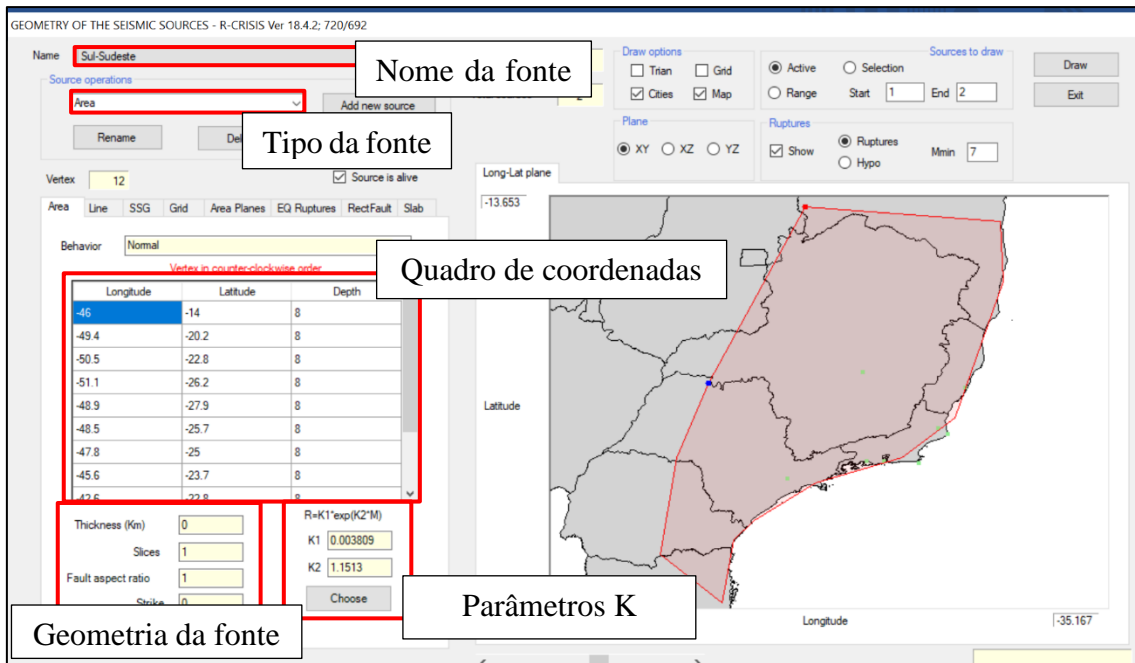 GEOMETRY OF THE SEISMIC SOURCES - R-CRISIS Ver 18.4.2; 720/692
Name Sul-Sudeste
Nome da fonte
Source operations
Area
Add new source
Rename
Tipo da fonte
Vertex 12
Source is alive
Area Line SSG Grid Area Planes EQ Ruptures RectFault Slab
Behavior Normal
Vertex in counter-clockwise order
Quadro de coordenadas
Longitude Latitude Depth
-46 -14 8
-49.4 -20.2 8
-50.5 -22.8 8
-51.1 -26.2 8
-48.9 -27.9 8
-48.5 -25.7 8
-47.8 -25 8
-45.6 -23.7 8
-42.6 -22.8 8
Thickness (Km) 0
Slices 1
Fault aspect ratio 1
Strike 0
Geometria da fonte
R=K1*exp(K2*M)
K1 0.003809
K2 1.1513
Choose
Parâmetros K
Draw options
Trian Grid
Cities Map
Sources to draw
Active Selection
Range Start 1 End 2
Draw
Exit
Plane
XY XZ YZ
Ruptures
Show Ruptures Mmin 7
Hypo
Long-Lat plane
-13.653
Latitude
Longitude -35.167